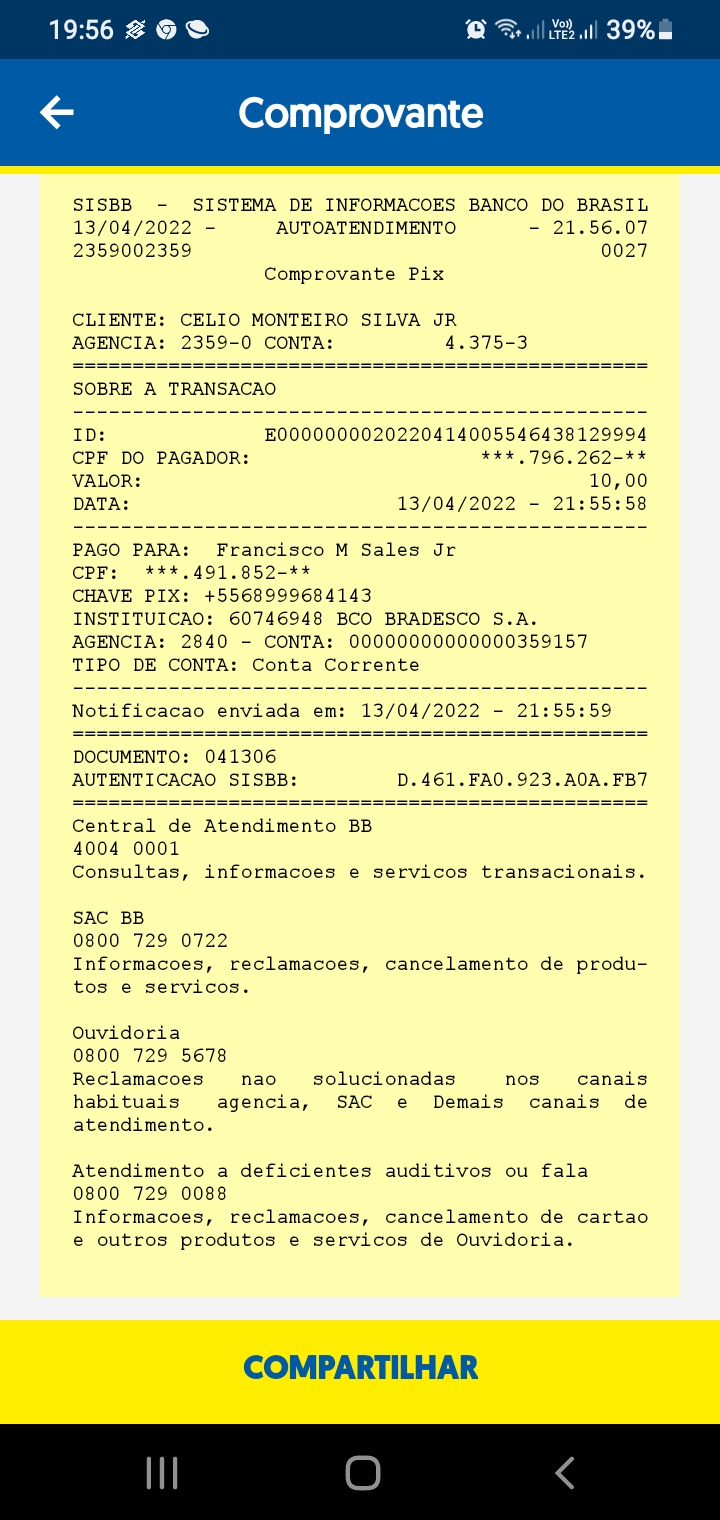 19:56 Vo)) LTE2 39%
Comprovante
SISBB - SISTEMA DE INFORMACOES BANCO DO BRASIL
13/04/2022 - AUTOATENDIMENTO - 21.56.07
2359002359 0027
Comprovante Pix
CLIENTE: CELIO MONTEIRO SILVA JR
AGENCIA: 2359-0 CONTA: 4.375-3
================================================
SOBRE A TRANSACAO
------------------------------------------------
ID: E00000000202204140055464381​29994
CPF DO PAGADOR: ***.796.262-**
VALOR: 10,00
DATA: 13/04/2022 - 21:55:58
------------------------------------------------
PAGO PARA: Francisco M Sales Jr
CPF: ***.491.852-**
CHAVE PIX: +5568999684143
INSTITUICAO: 60746948 BCO BRADESCO S.A.
AGENCIA: 2840 - CONTA: 00000000000000359157
TIPO DE CONTA: Conta Corrente
------------------------------------------------
Notificacao enviada em: 13/04/2022 - 21:55:59
================================================
DOCUMENTO: 041306
AUTENTICACAO SISBB: D.461.FA0.923.A0A.FB7
================================================
Central de Atendimento BB
4004 0001
Consultas, informacoes e servicos transacionais.
SAC BB
0800 729 0722
Informacoes, reclamacoes, cancelamento de produ-
tos e servicos.
Ouvidoria
0800 729 5678
Reclamacoes nao solucionadas nos canais
habituais agencia, SAC e Demais canais de
atendimento.
Atendimento a deficientes auditivos ou fala
0800 729 0088
Informacoes, reclamacoes, cancelamento de cartao
e outros produtos e servicos de Ouvidoria.
COMPARTILHAR